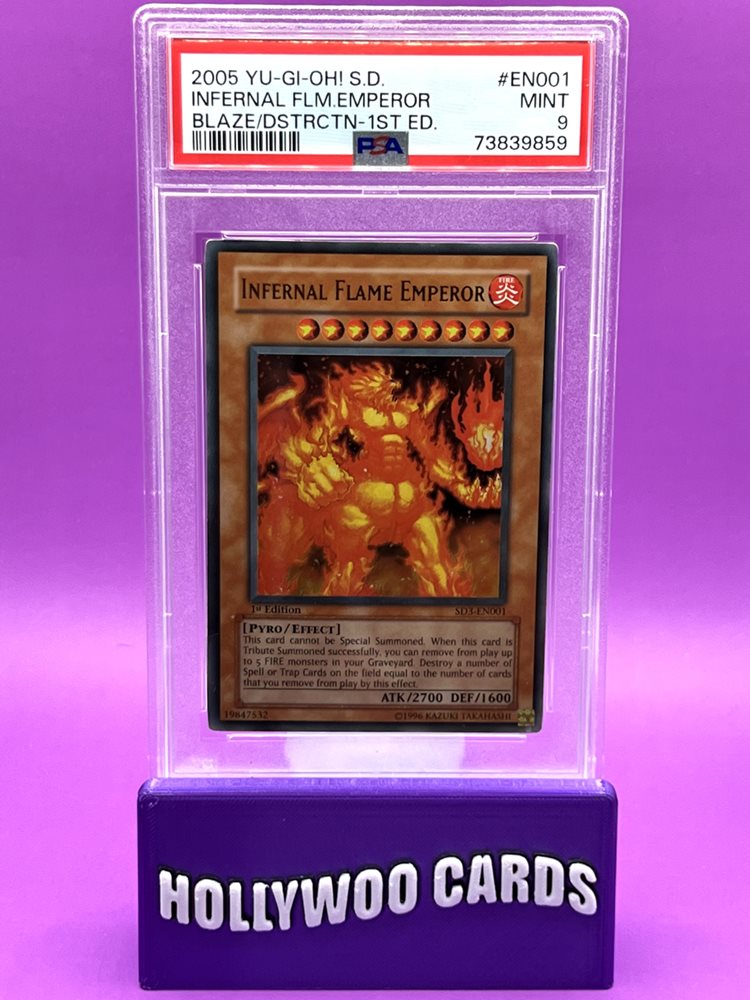 2005 YU-GI-OH! S.D. #EN001
INFERNAL FLM.EMPEROR MINT
BLAZE/DSTRCTN-1ST ED. 9
PSA 73839859
INFERNAL FLAME EMPEROR
FIRE
炎
1st Edition SD3-EN001
[PYRO/EFFECT]
This card cannot be Special Summoned. When this card is
Tribute Summoned successfully, you can remove from play up
to 5 FIRE monsters in your Graveyard. Destroy a number of
Spell or Trap Cards on the field equal to the number of cards
that you remove from play by this effect.
ATK/2700 DEF/1600
19847532 ©1996 KAZUKI TAKAHASHI
HOLLYWOO CARDS